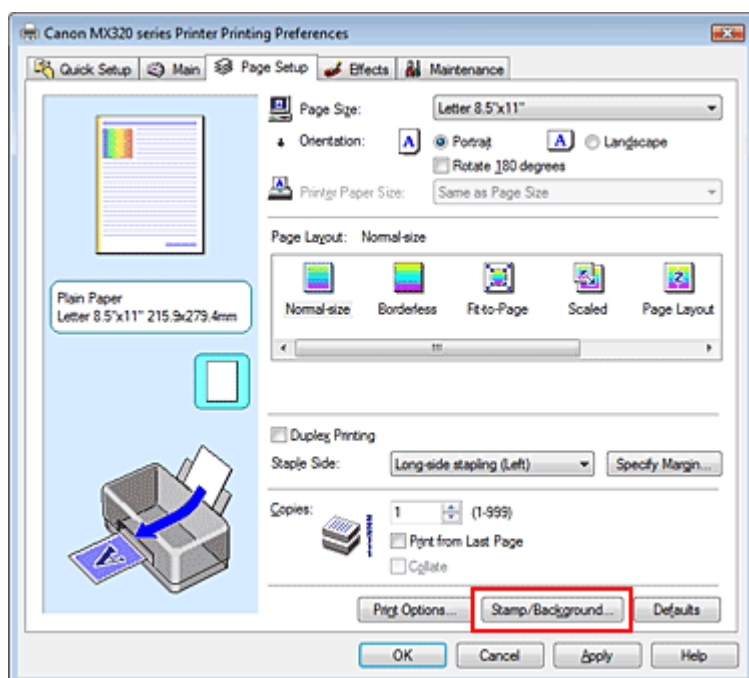 Canon MX320 series Printer Printing Preferences
Quick Setup Main Page Setup Effects Maintenance
Page Size: Letter 8.5"x11"
Orientation: A Portrait A Landscape
Rotate 180 degrees
Printer Paper Size: Same as Page Size
Page Layout: Normal-size
Normal-size Borderless Fit-to-Page Scaled Page Layout
Plain Paper
Letter 8.5"x11" 215.9x279.4mm
Duplex Printing
Staple Side: Long-side stapling (Left) Specify Margin...
Copies: 1 (1-999)
Print from Last Page
Collate
Print Options... Stamp/Background... Defaults
OK Cancel Apply Help